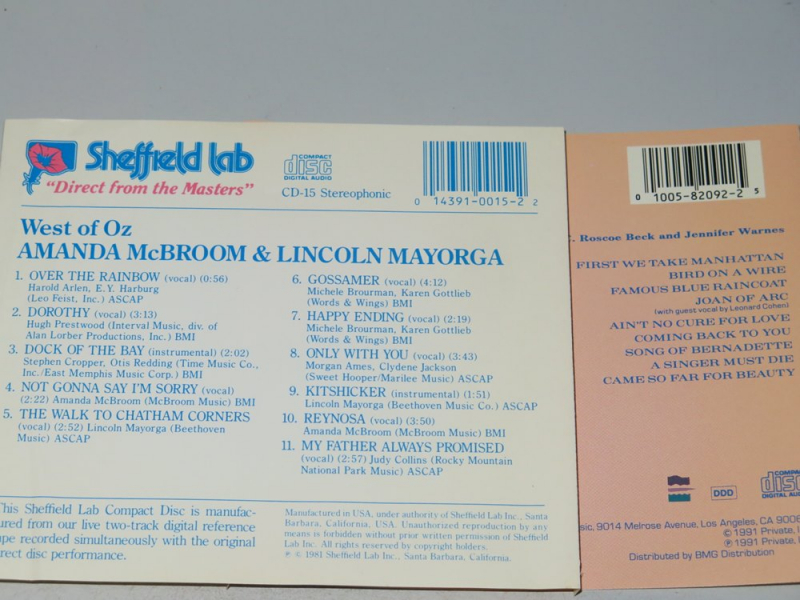 Sheffield Lab
"Direct from the Masters"
COMPACT
disc
DIGITAL AUDIO
CD-15 Stereophonic
0 14391-0015-2 2
West of Oz
AMANDA McBROOM & LINCOLN MAYORGA
1. OVER THE RAINBOW (vocal) (0:56)
Harold Arlen, E.Y. Harburg
(Leo Feist, Inc.) ASCAP
2. DOROTHY (vocal) (3:13)
Hugh Prestwood (Interval Music, div. of
Alan Lorber Productions, Inc.) BMI
3. DOCK OF THE BAY (instrumental) (2:02)
Stephen Cropper, Otis Redding (Time Music Co.,
Inc./East Memphis Music Corp.) BMI
4. NOT GONNA SAY I'M SORRY (vocal)
(2:22) Amanda McBroom (McBroom Music) BMI
5. THE WALK TO CHATHAM CORNERS
(vocal) (2:52) Lincoln Mayorga (Beethoven
Music) ASCAP
6. GOSSAMER (vocal) (4:12)
Michele Brourman, Karen Gottlieb
(Words & Wings) BMI
7. HAPPY ENDING (vocal) (2:19)
Michele Brourman, Karen Gottlieb
(Words & Wings) BMI
8. ONLY WITH YOU (vocal) (3:43)
Morgan Ames, Clydene Jackson
(Sweet Hooper/Marilee Music) ASCAP
9. KITSHICKER (instrumental) (1:51)
Lincoln Mayorga (Beethoven Music Co.) ASCAP
10. REYNOSA (vocal) (3:50)
Amanda McBroom (McBroom Music) BMI
11. MY FATHER ALWAYS PROMISED
(vocal) (2:57) Judy Collins (Rocky Mountain
National Park Music) ASCAP
This Sheffield Lab Compact Disc is manufac-
ured from our live two-track digital reference
ape recorded simultaneously with the original
rect disc performance.
Manufactured in USA, under authority of Sheffield Lab Inc., Santa
Barbara, California, USA. Unauthorized reproduction by any
means is forbidden without prior written permission of Sheffield
Lab Inc. All rights reserved by copyright holders.
℗ © 1981 Sheffield Lab Inc., Santa Barbara, California.
0 1005-82092-2 5
. Roscoe Beck and Jennifer Warnes
FIRST WE TAKE MANHATTAN
BIRD ON A WIRE
FAMOUS BLUE RAINCOAT
JOAN OF ARC
(with guest vocal by Leonard Cohen)
AIN'T NO CURE FOR LOVE
COMING BACK TO YOU
SONG OF BERNADETTE
A SINGER MUST DIE
CAME SO FAR FOR BEAUTY
DDD
COMPACT
disc
DIGITAL AUDIO
sic, 9014 Melrose Avenue, Los Angeles, CA 9006
© 1991 Private,
℗ 1991 Private,
Distributed by BMG Distribution